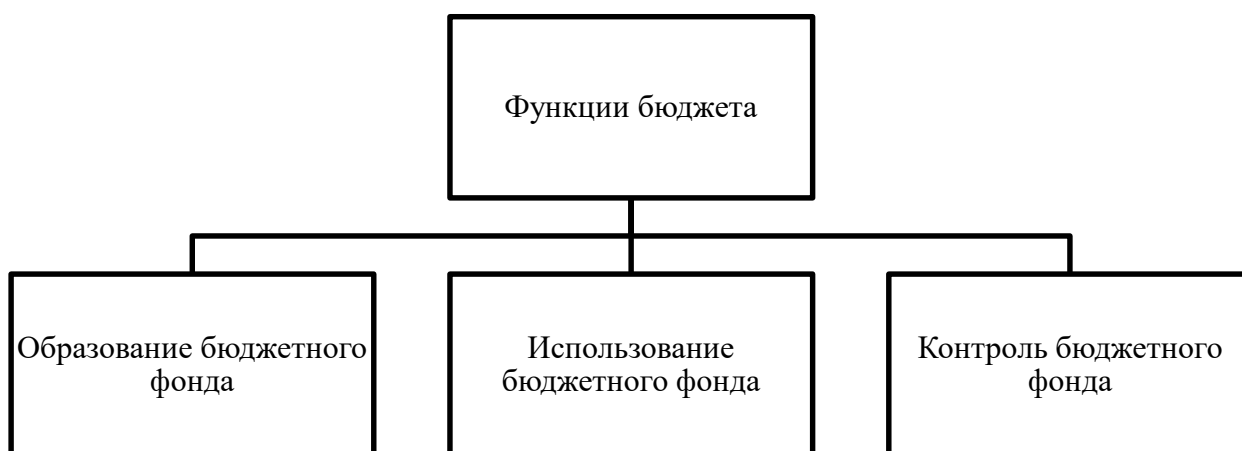 Функции бюджета
Образование бюджетного
фонда
Использование
бюджетного фонда
Контроль бюджетного
фонда